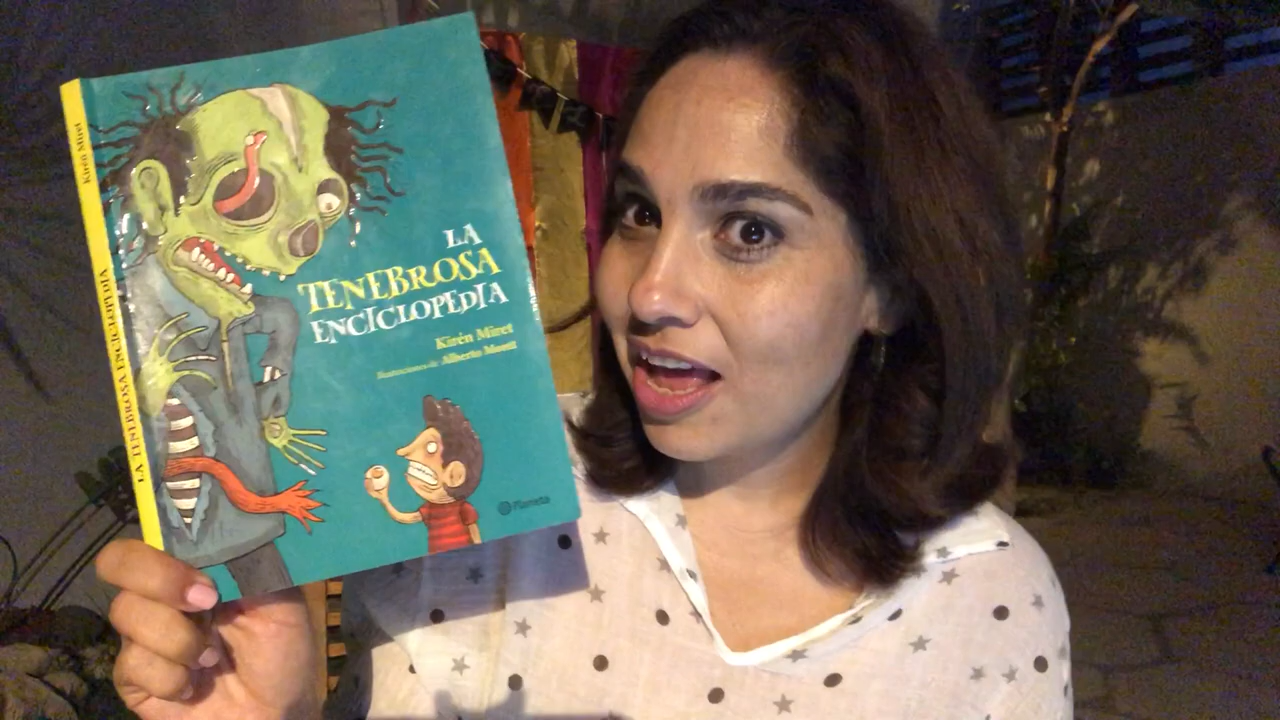 Kirén Miret
LA TENEBROSA ENCICLOPEDIA
LA
TENEBROSA
ENCICLOPEDIA
Kirén Miret
Ilustraciones de Alberto Montt
Planeta